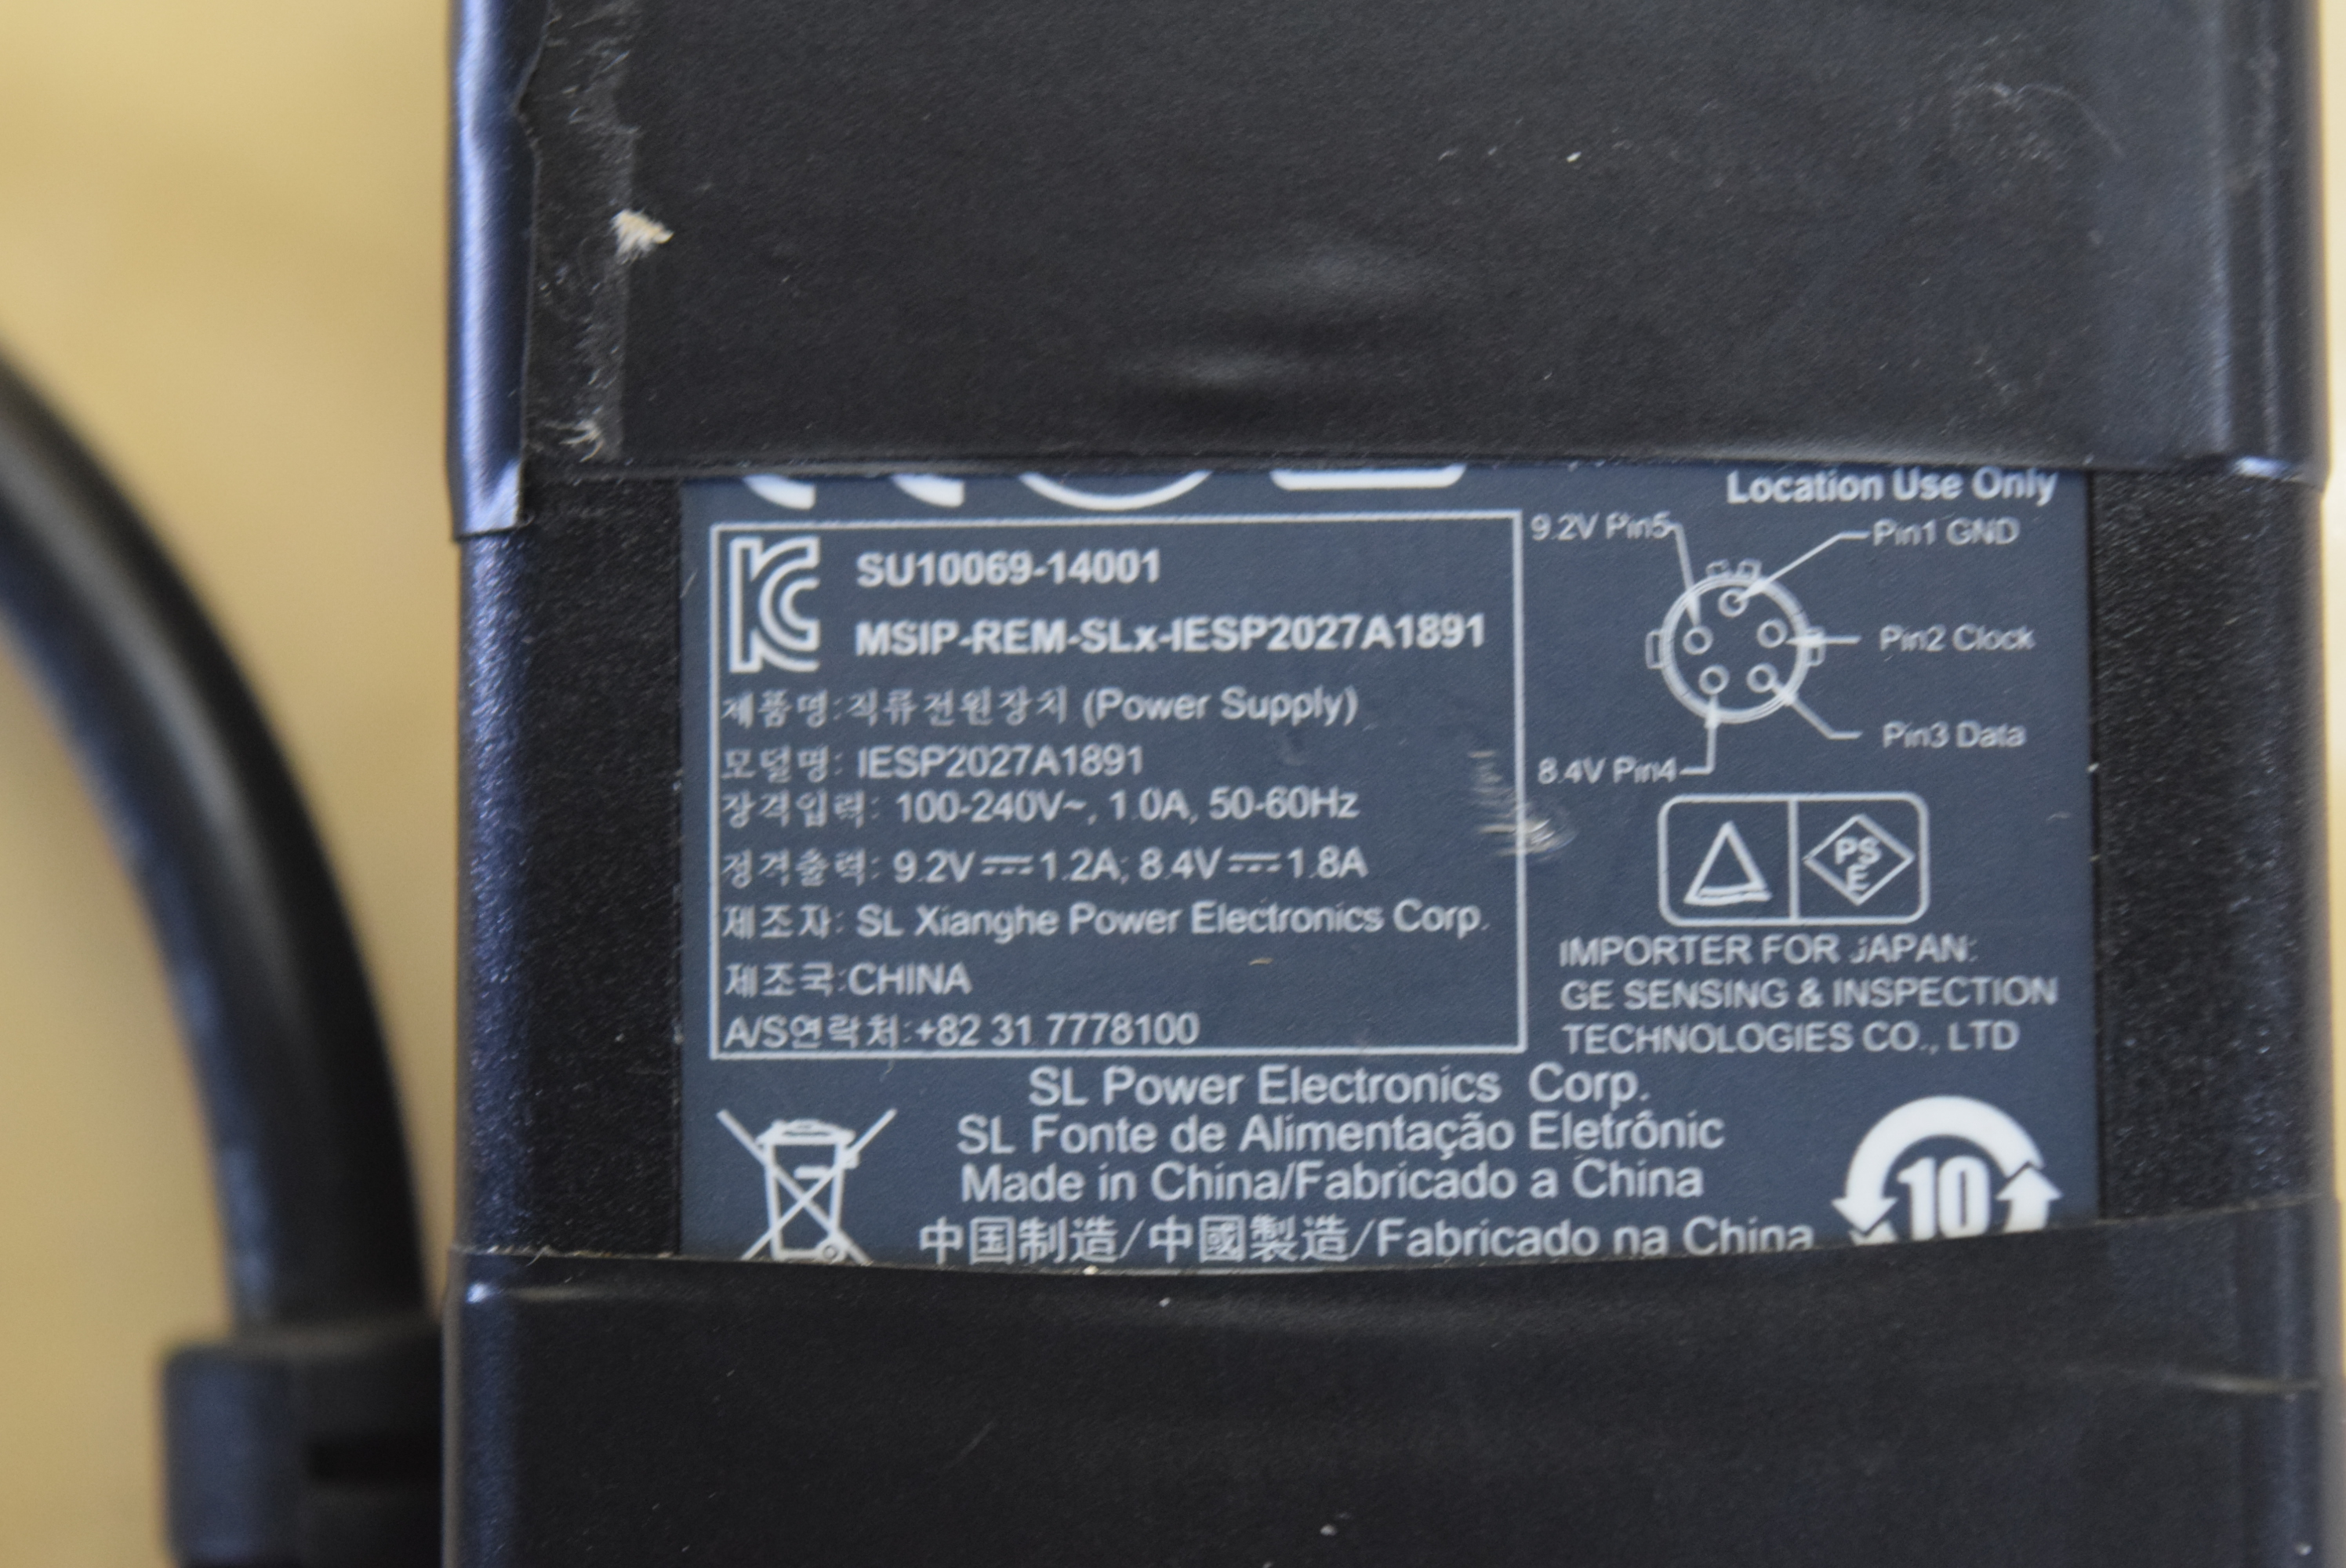 Location Use Only
SU10069-14001
MSIP-REM-SLx-IESP2027A1891
제품명:직류전원장치 (Power Supply)
모덜명: IESP2027A1891
장격입력: 100-240V~, 1.0A, 50-60Hz
정격출력: 9.2V⎓1.2A; 8.4V⎓1.8A
제조자: SL Xianghe Power Electronics Corp.
제조국:CHINA
A/S연락처:+82 31 7778100
9.2V Pin5
Pin1 GND
Pin2 Clock
Pin3 Data
8.4V Pin4
PS
E
IMPORTER FOR JAPAN:
GE SENSING & INSPECTION
TECHNOLOGIES CO., LTD
SL Power Electronics Corp.
SL Fonte de Alimentação Eletrônic
Made in China/Fabricado a China
中国制造/中國製造/Fabricado na China
10